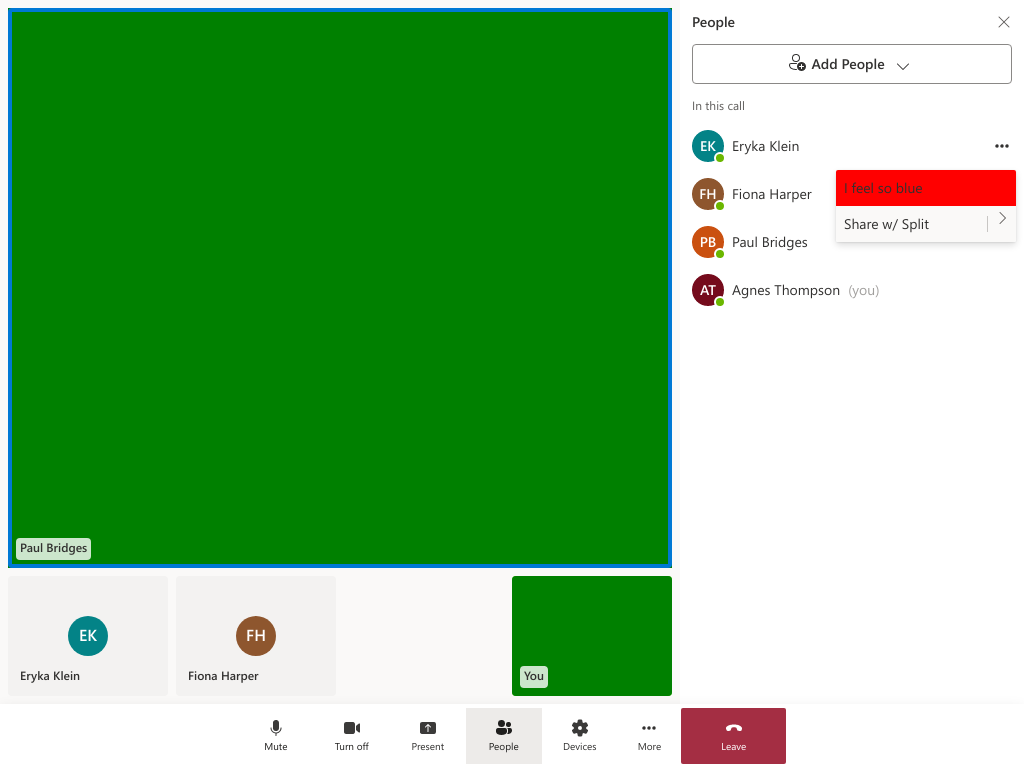 People
Add People
In this call
EK Eryka Klein
FH Fiona Harper
I feel so blue
Share w/ Split
PB Paul Bridges
AT Agnes Thompson (you)
Paul Bridges
EK
Eryka Klein
FH
Fiona Harper
You
Mute
Turn off
Present
People
Devices
More
Leave